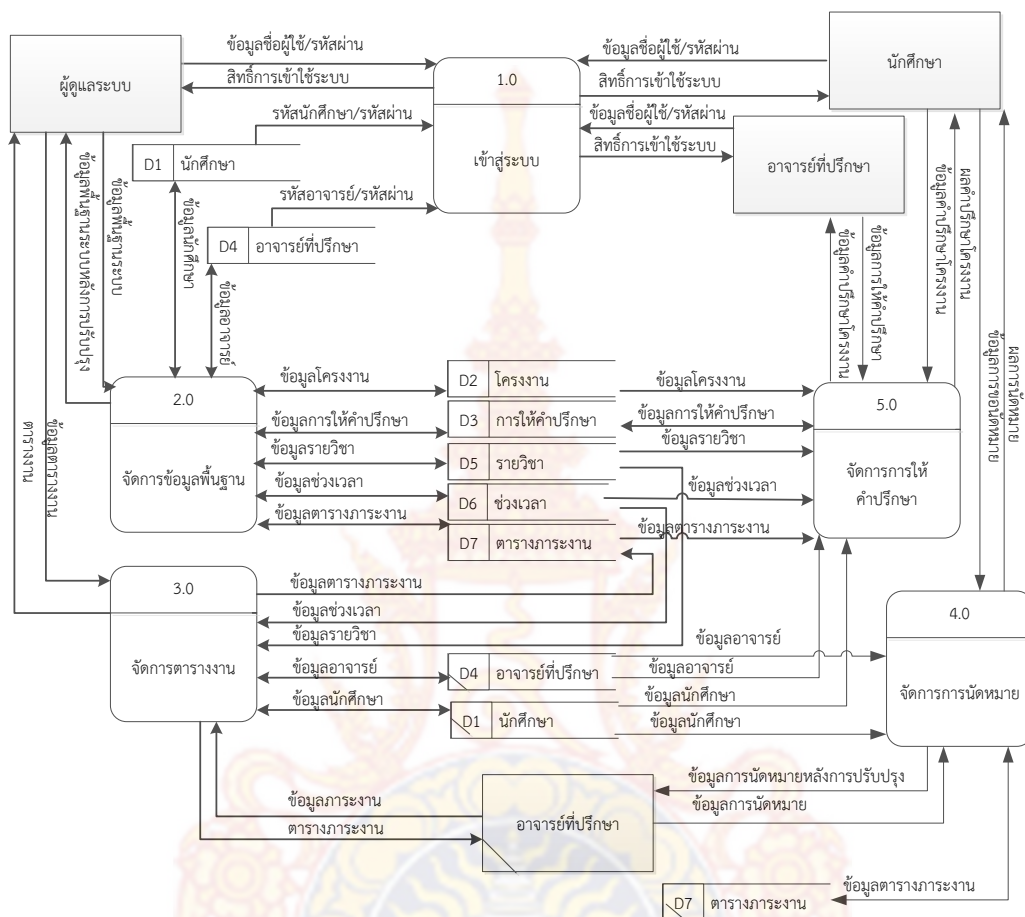 ข้อมูลชื่อผู้ใช้/รหัสผ่าน
ข้อมูลชื่อผู้ใช้/รหัสผ่าน
ผู้ดูแลระบบ
สิทธิ์การเข้าใช้ระบบ
1.0
สิทธิ์การเข้าใช้ระบบ
นักศึกษา
รหัสนักศึกษา/รหัสผ่าน
ข้อมูลชื่อผู้ใช้/รหัสผ่าน
D1 นักศึกษา
เข้าสู่ระบบ
สิทธิ์การเข้าใช้ระบบ
อาจารย์ที่ปรึกษา
รหัสอาจารย์/รหัสผ่าน
D4 อาจารย์ที่ปรึกษา
ข้อมูลพื้นฐานระบบหลังการปรับปรุง
ข้อมูลพื้นฐานระบบ
ข้อมูลนักศึกษา
ข้อมูลอาจารย์
ข้อมูลคำปรึกษาโครงงาน
ข้อมูลการให้คำปรึกษา
ข้อมูลคำปรึกษาโครงงาน
ผลคำปรึกษาโครงงาน
ข้อมูลการขอนัดหมาย
ผลการนัดหมาย
2.0
จัดการข้อมูลพื้นฐาน
ข้อมูลโครงงาน
D2 โครงงาน
ข้อมูลโครงงาน
ข้อมูลการให้คำปรึกษา
D3 การให้คำปรึกษา
ข้อมูลการให้คำปรึกษา
ข้อมูลรายวิชา
D5 รายวิชา
ข้อมูลรายวิชา
ข้อมูลช่วงเวลา
D6 ช่วงเวลา
ข้อมูลช่วงเวลา
ข้อมูลตารางภาระงาน
D7 ตารางภาระงาน
ข้อมูลตารางภาระงาน
5.0
จัดการการให้
คำปรึกษา
ตารางงาน
ข้อมูลตารางงาน
3.0
จัดการตารางงาน
ข้อมูลตารางภาระงาน
ข้อมูลช่วงเวลา
ข้อมูลรายวิชา
ข้อมูลอาจารย์
D4 อาจารย์ที่ปรึกษา
ข้อมูลอาจารย์
ข้อมูลอาจารย์
ข้อมูลนักศึกษา
D1 นักศึกษา
ข้อมูลนักศึกษา
ข้อมูลนักศึกษา
4.0
จัดการการนัดหมาย
ข้อมูลภาระงาน
ตารางภาระงาน
อาจารย์ที่ปรึกษา
ข้อมูลการนัดหมายหลังการปรับปรุง
ข้อมูลการนัดหมาย
D7 ตารางภาระงาน
ข้อมูลตารางภาระงาน